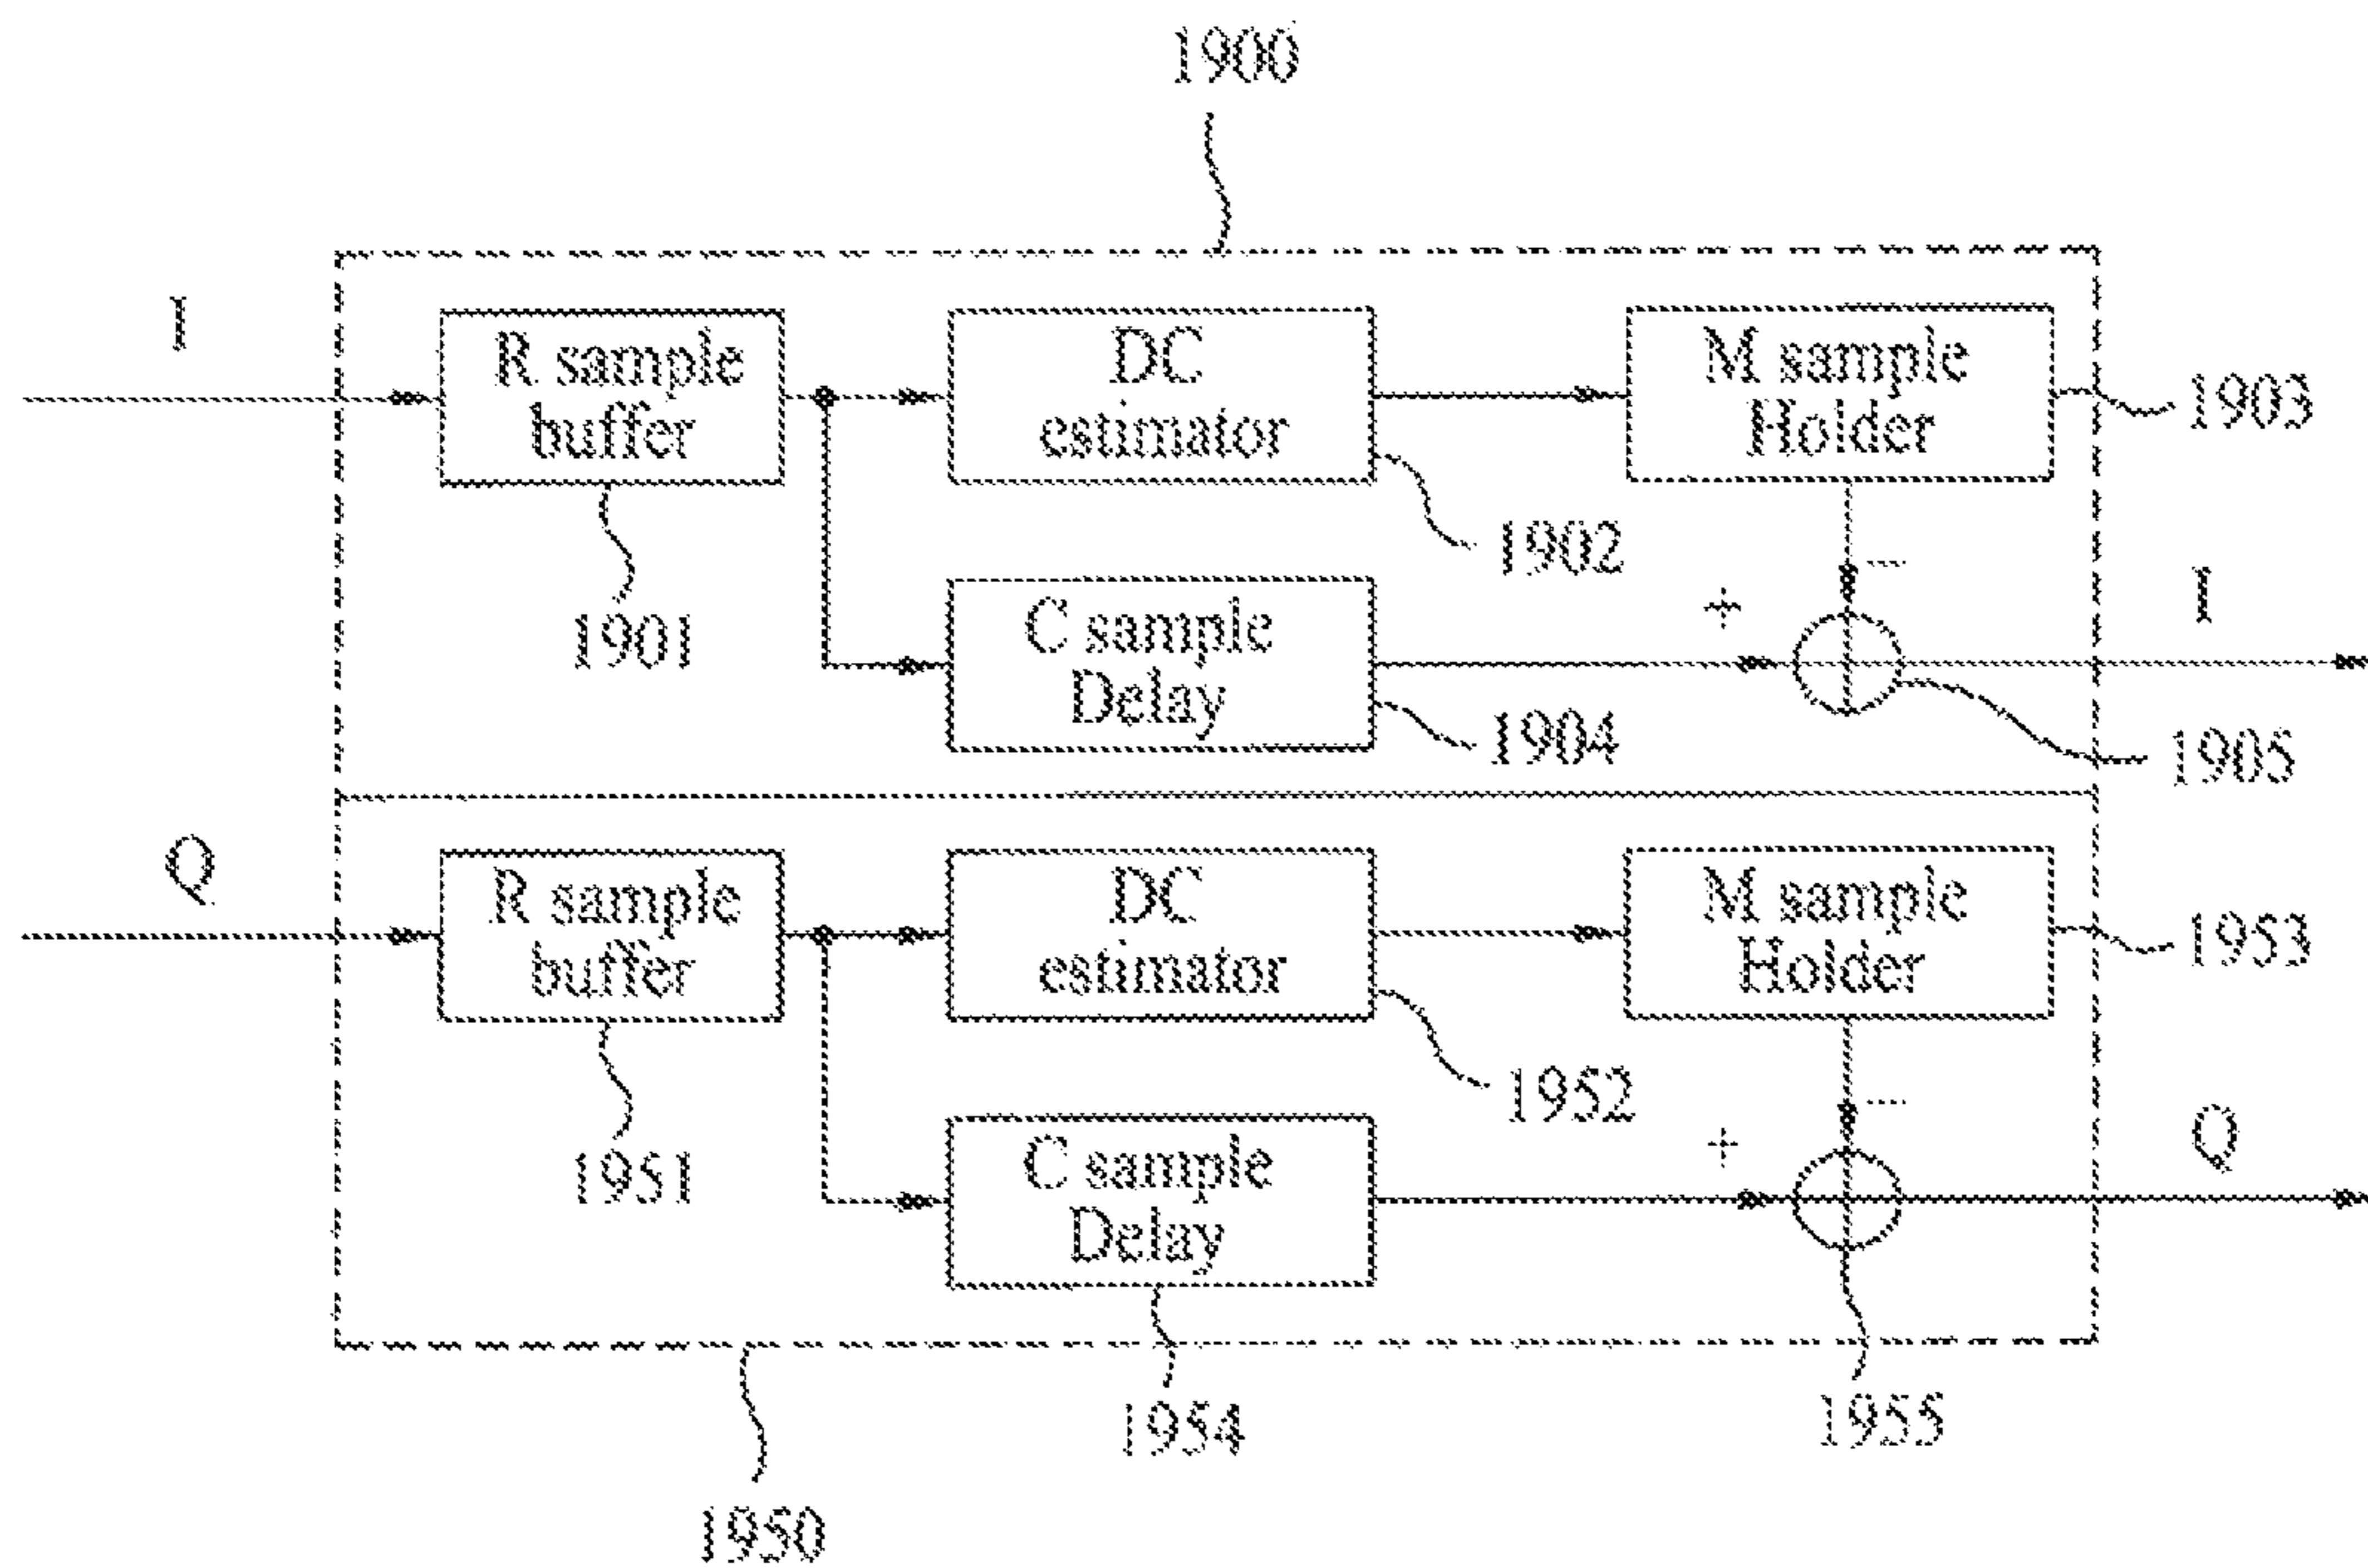 1900
I
R sample
buffer
DC
estimator
M sample
Holder
1903
1902
1901
C sample
Delay
+
−
I
1904
1905
Q
R sample
buffer
DC
estimator
M sample
Holder
1953
1952
1951
C sample
Delay
+
−
Q
1954
1955
1950